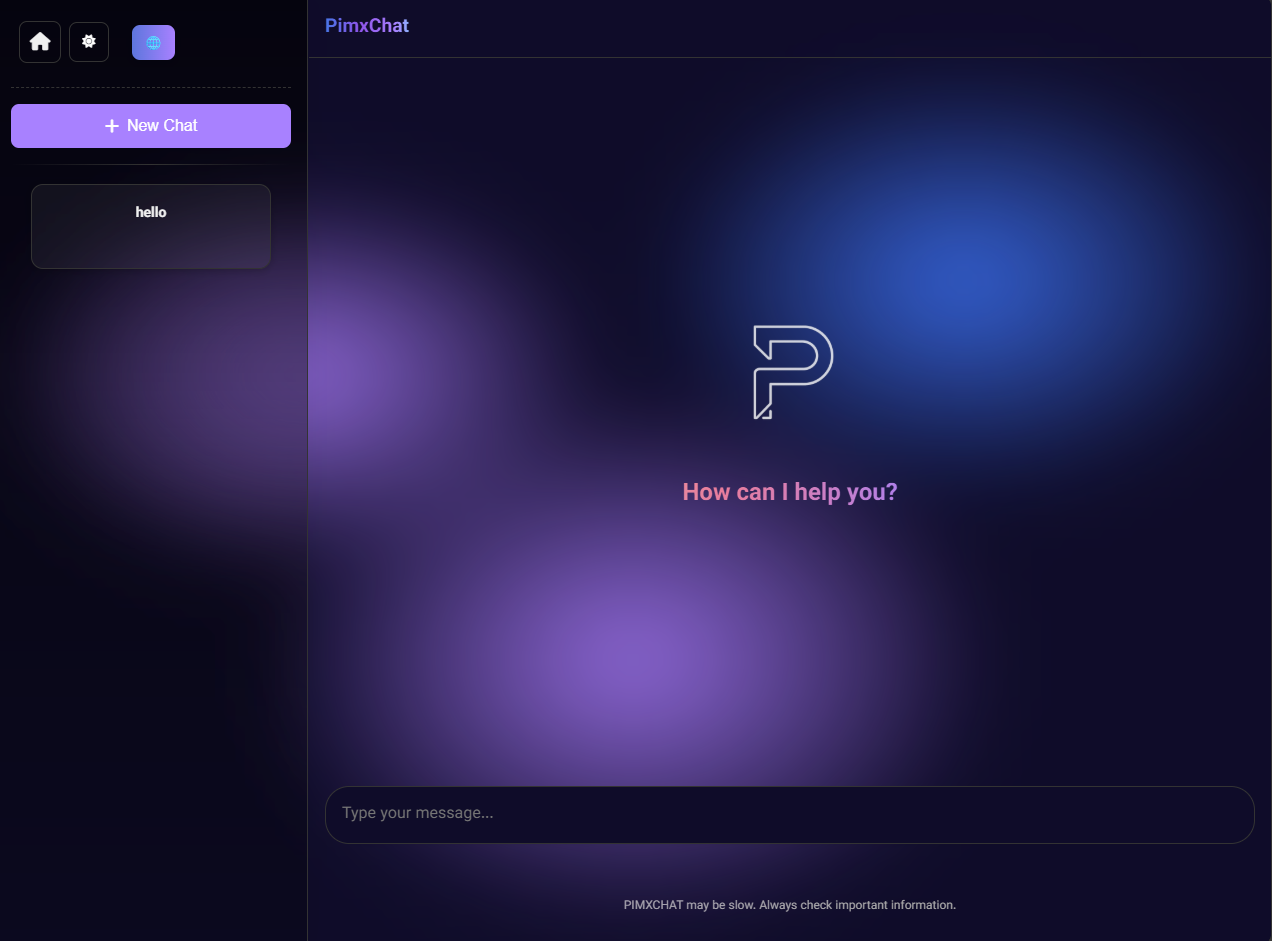 PimxChat
New Chat
hello
How can I help you?
Type your message...
PIMXCHAT may be slow. Always check important information.